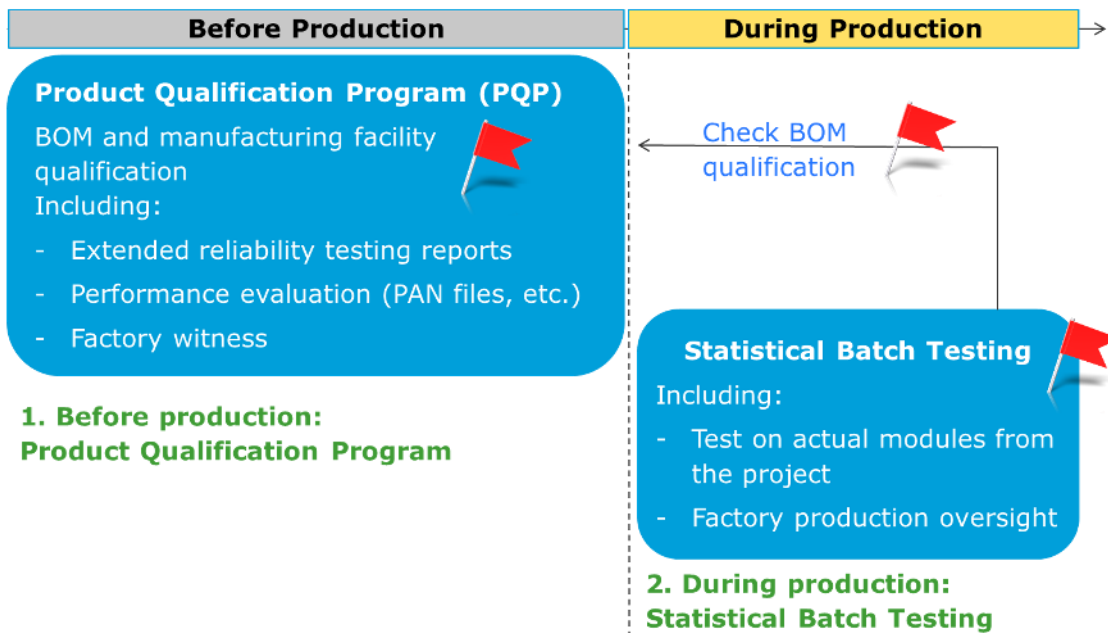 Before Production
During Production
Product Qualification Program (PQP)
BOM and manufacturing facility
qualification
Including:
- Extended reliability testing reports
- Performance evaluation (PAN files, etc.)
- Factory witness
1. Before production:
Product Qualification Program
Check BOM
qualification
Statistical Batch Testing
Including:
- Test on actual modules from
the project
- Factory production oversight
2. During production:
Statistical Batch Testing